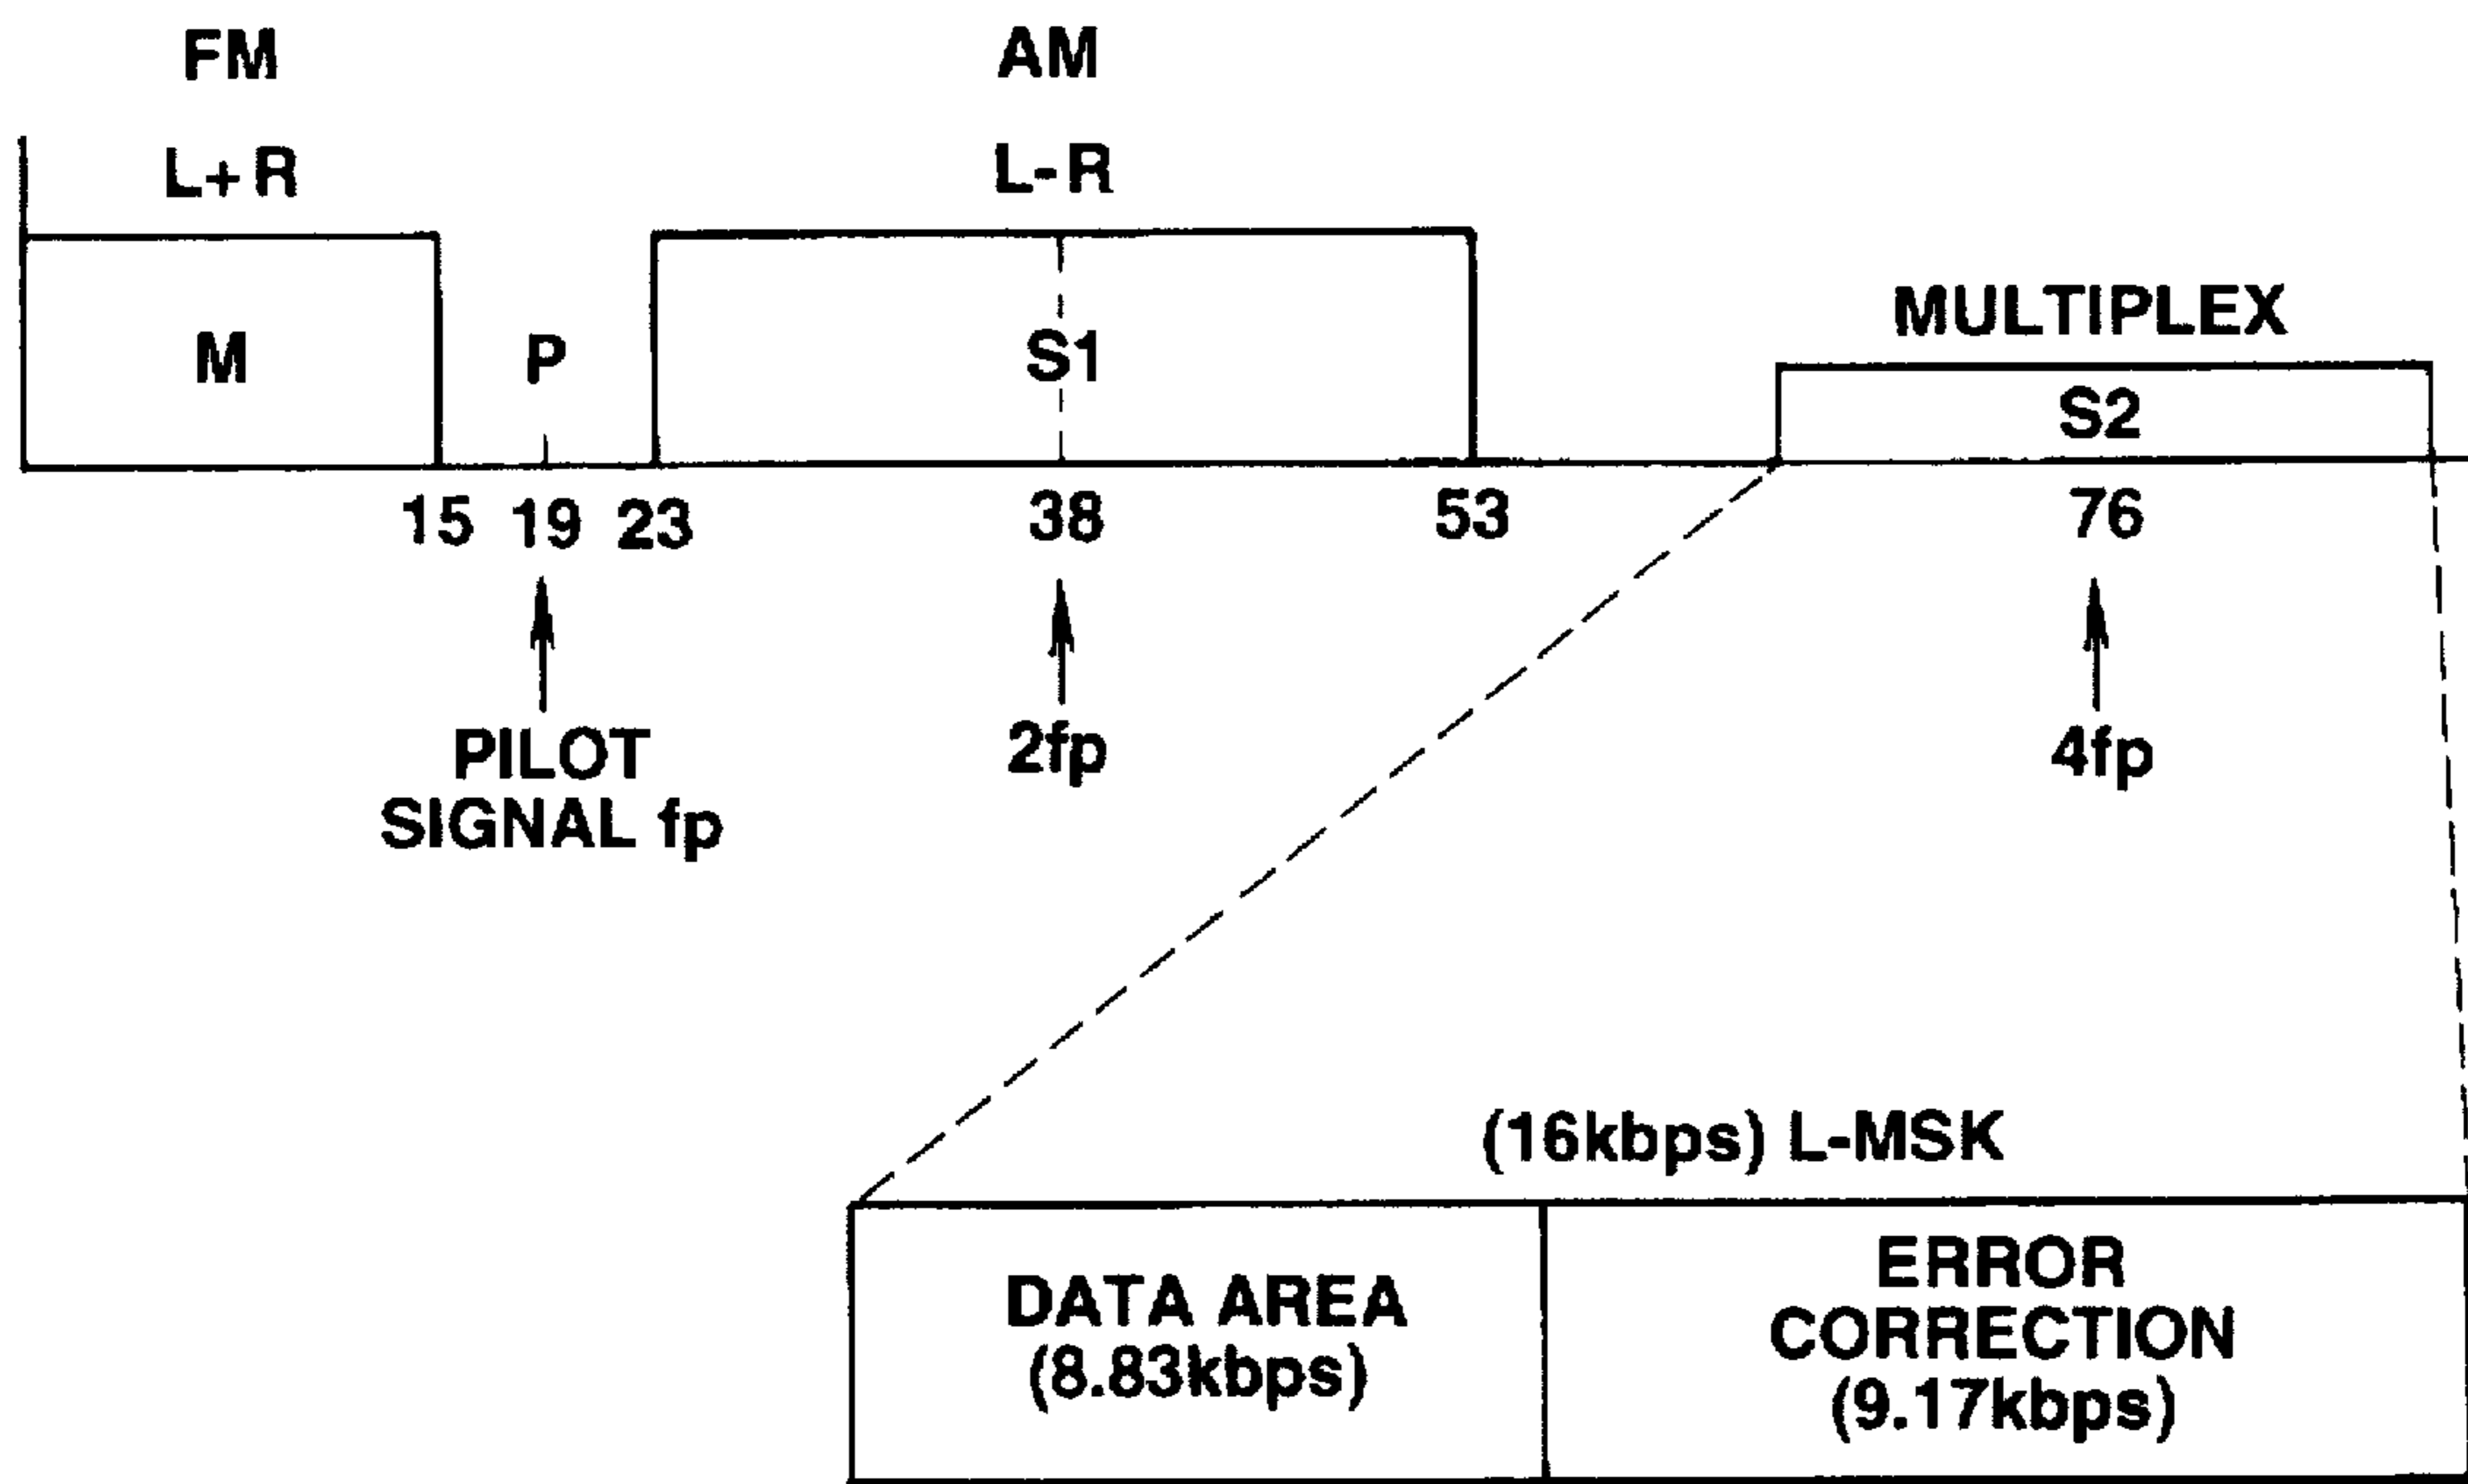 FM
AM
L+R
L-R
MULTIPLEX
M
P
S1
S2
15 19 23 38 53 76
PILOT
SIGNAL fp
2fp
4fp
(16kbps) L-MSK
DATA AREA
(8.83kbps)
ERROR
CORRECTION
(9.17kbps)